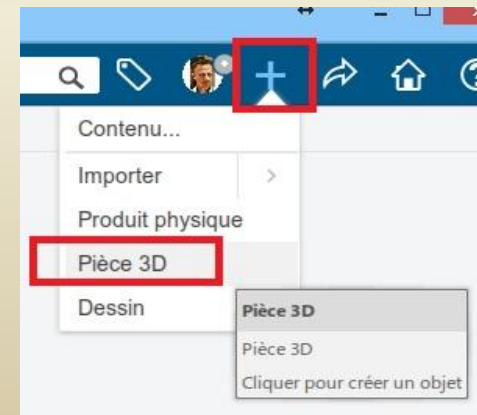 Contenu...
Importer
Produit physique
Pièce 3D
Dessin
Pièce 3D
Pièce 3D
Cliquer pour créer un objet